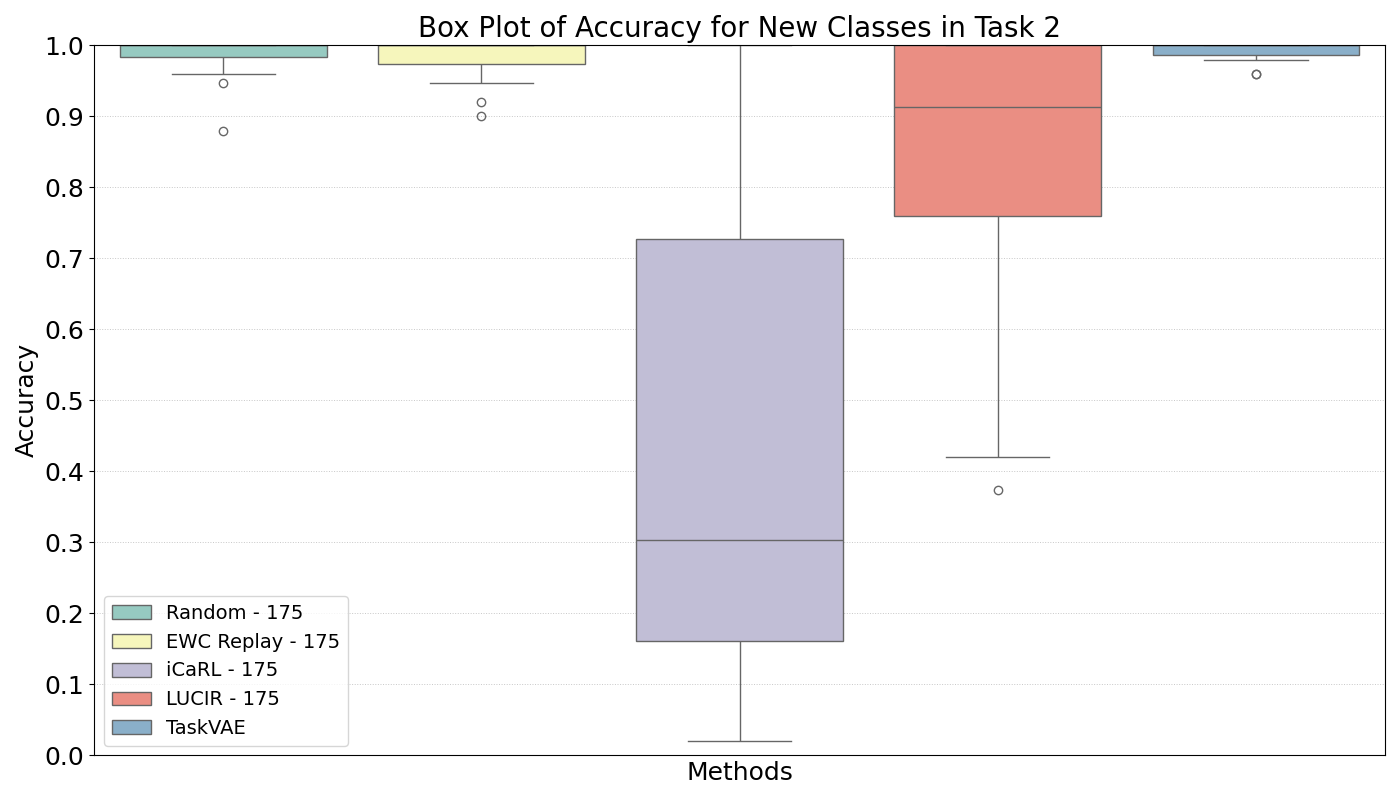 Box Plot of Accuracy for New Classes in Task 2
1.0
0.9
0.8
0.7
0.6
0.5
0.4
0.3
0.2
0.1
0.0
Accuracy
Random - 175
EWC Replay - 175
iCaRL - 175
LUCIR - 175
TaskVAE
Methods